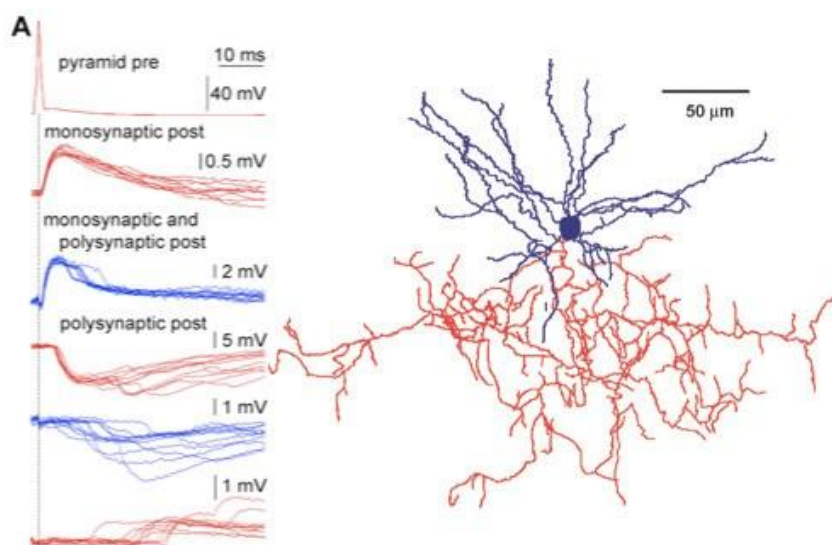 A
pyramid pre
10 ms
40 mV
monosynaptic post
0.5 mV
monosynaptic and
polysynaptic post
2 mV
polysynaptic post
5 mV
1 mV
1 mV
50 µm